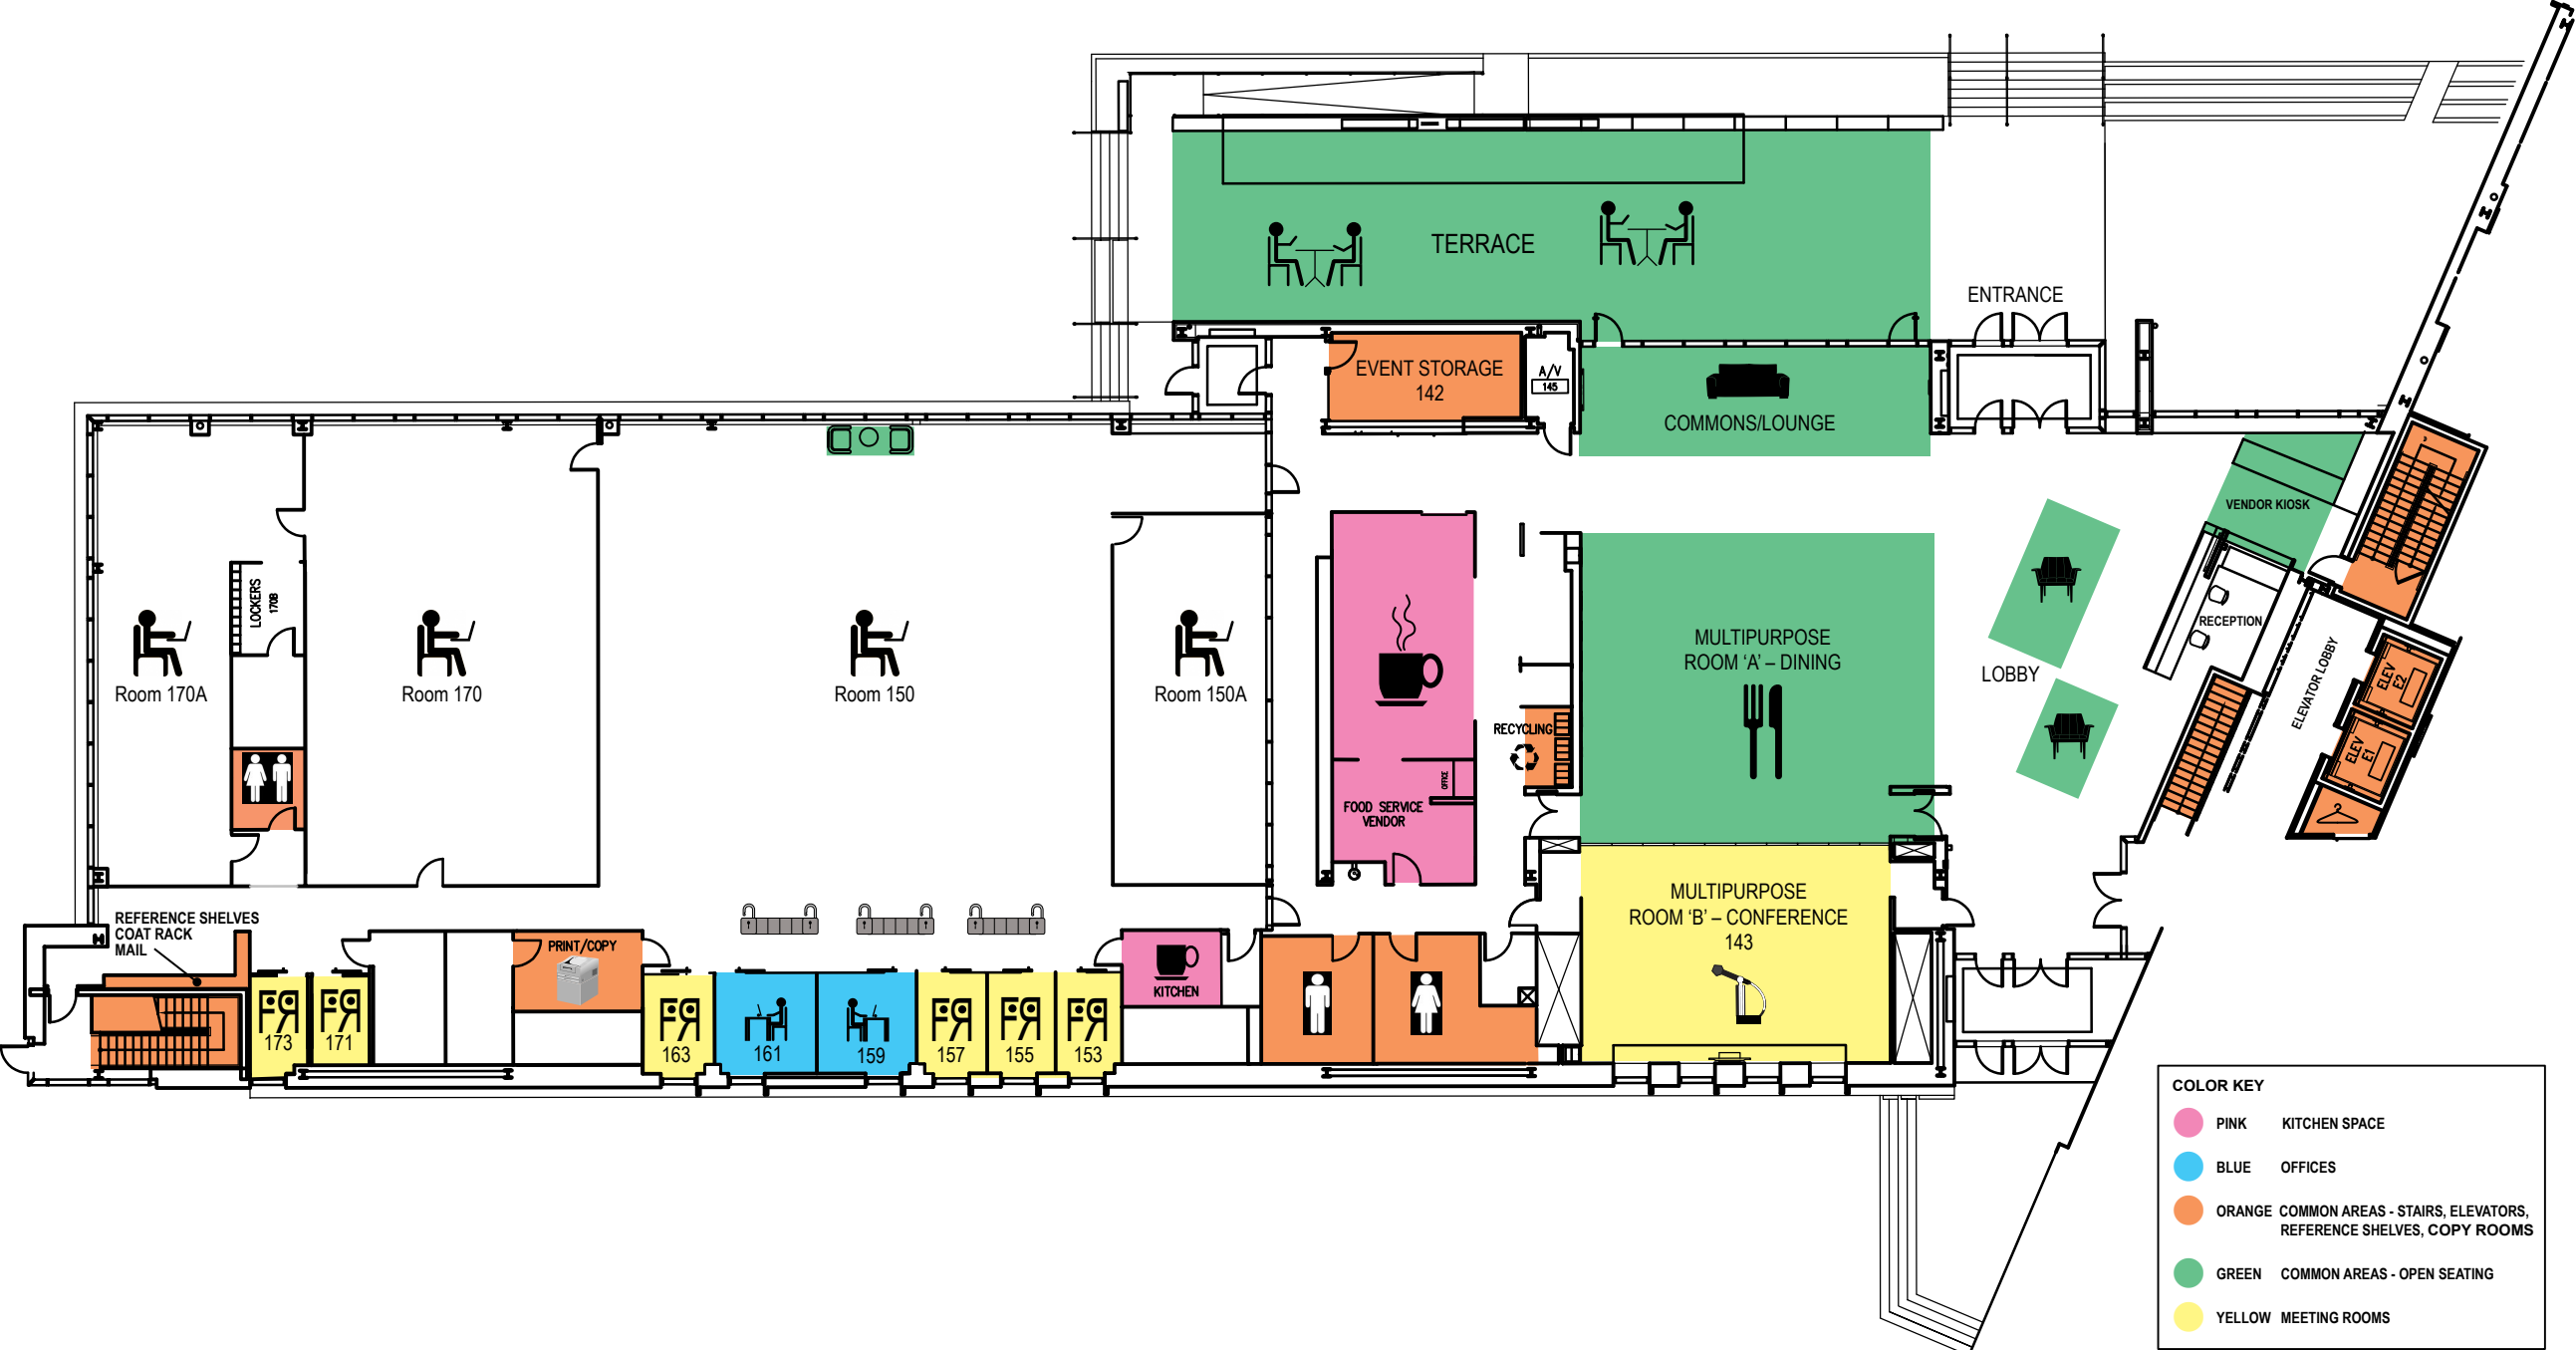 TERRACE
ENTRANCE
EVENT STORAGE
142
A/V
145
COMMONS/LOUNGE
VENDOR KIOSK
LOCKERS
170B
RECEPTION
MULTIPURPOSE
ROOM ‘A’ – DINING
LOBBY
ELEVATOR LOBBY
ELEV
E2
ELEV
E1
Room 170A
Room 170
Room 150
Room 150A
RECYCLING
OFFICE
FOOD SERVICE
VENDOR
MULTIPURPOSE
ROOM ‘B’ – CONFERENCE
143
REFERENCE SHELVES
COAT RACK
MAIL
PRINT/COPY
KITCHEN
173
171
163
161
159
157
155
153
COLOR KEY
PINK KITCHEN SPACE
BLUE OFFICES
ORANGE COMMON AREAS - STAIRS, ELEVATORS,
REFERENCE SHELVES, COPY ROOMS
GREEN COMMON AREAS - OPEN SEATING
YELLOW MEETING ROOMS